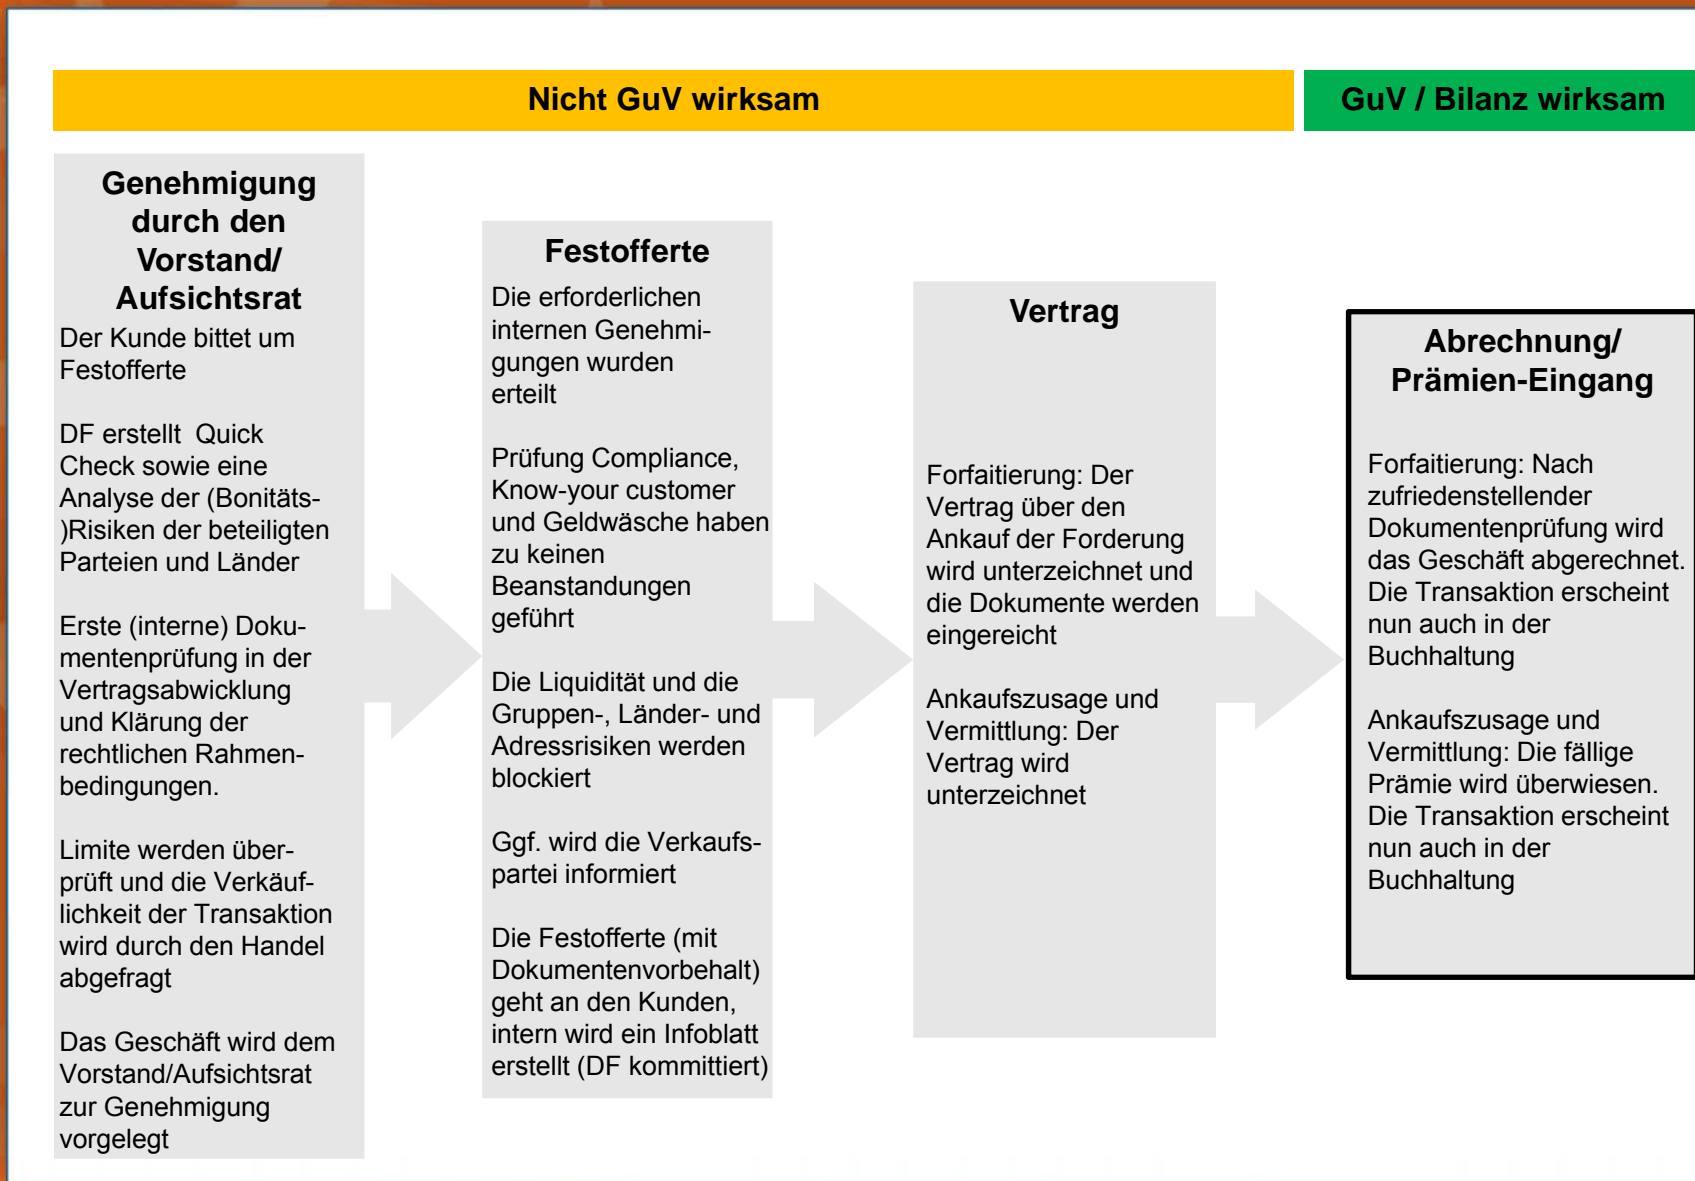 Nicht GuV wirksam
GuV / Bilanz wirksam
Genehmigung
durch den
Vorstand/
Aufsichtsrat
Der Kunde bittet um
Festofferte
DF erstellt  Quick
Check sowie eine
Analyse der (Bonitäts-
)Risiken der beteiligten
Parteien und Länder
Erste (interne) Doku-
mentenprüfung in der
Vertragsabwicklung
und Klärung der
rechtlichen Rahmen-
bedingungen.
Limite werden über-
prüft und die Verkäuf-
lichkeit der Transaktion
wird durch den Handel
abgefragt
Das Geschäft wird dem
Vorstand/Aufsichtsrat
zur Genehmigung
vorgelegt
Festofferte
Die erforderlichen
internen Genehmi-
gungen wurden
erteilt
Prüfung Compliance,
Know-your customer
und Geldwäsche haben
zu keinen
Beanstandungen
geführt
Die Liquidität und die
Gruppen-, Länder- und
Adressrisiken werden
blockiert
Ggf. wird die Verkaufs-
partei informiert
Die Festofferte (mit
Dokumentenvorbehalt)
geht an den Kunden,
intern wird ein Infoblatt
erstellt (DF kommittiert)
Vertrag
Forfaitierung: Der
Vertrag über den
Ankauf der Forderung
wird unterzeichnet und
die Dokumente werden
eingereicht
Ankaufszusage und
Vermittlung: Der
Vertrag wird
unterzeichnet
Abrechnung/
Prämien-Eingang
Forfaitierung: Nach
zufriedenstellender
Dokumentenprüfung wird
das Geschäft abgerechnet.
Die Transaktion erscheint
nun auch in der
Buchhaltung
Ankaufszusage und
Vermittlung: Die fällige
Prämie wird überwiesen.
Die Transaktion erscheint
nun auch in der
Buchhaltung